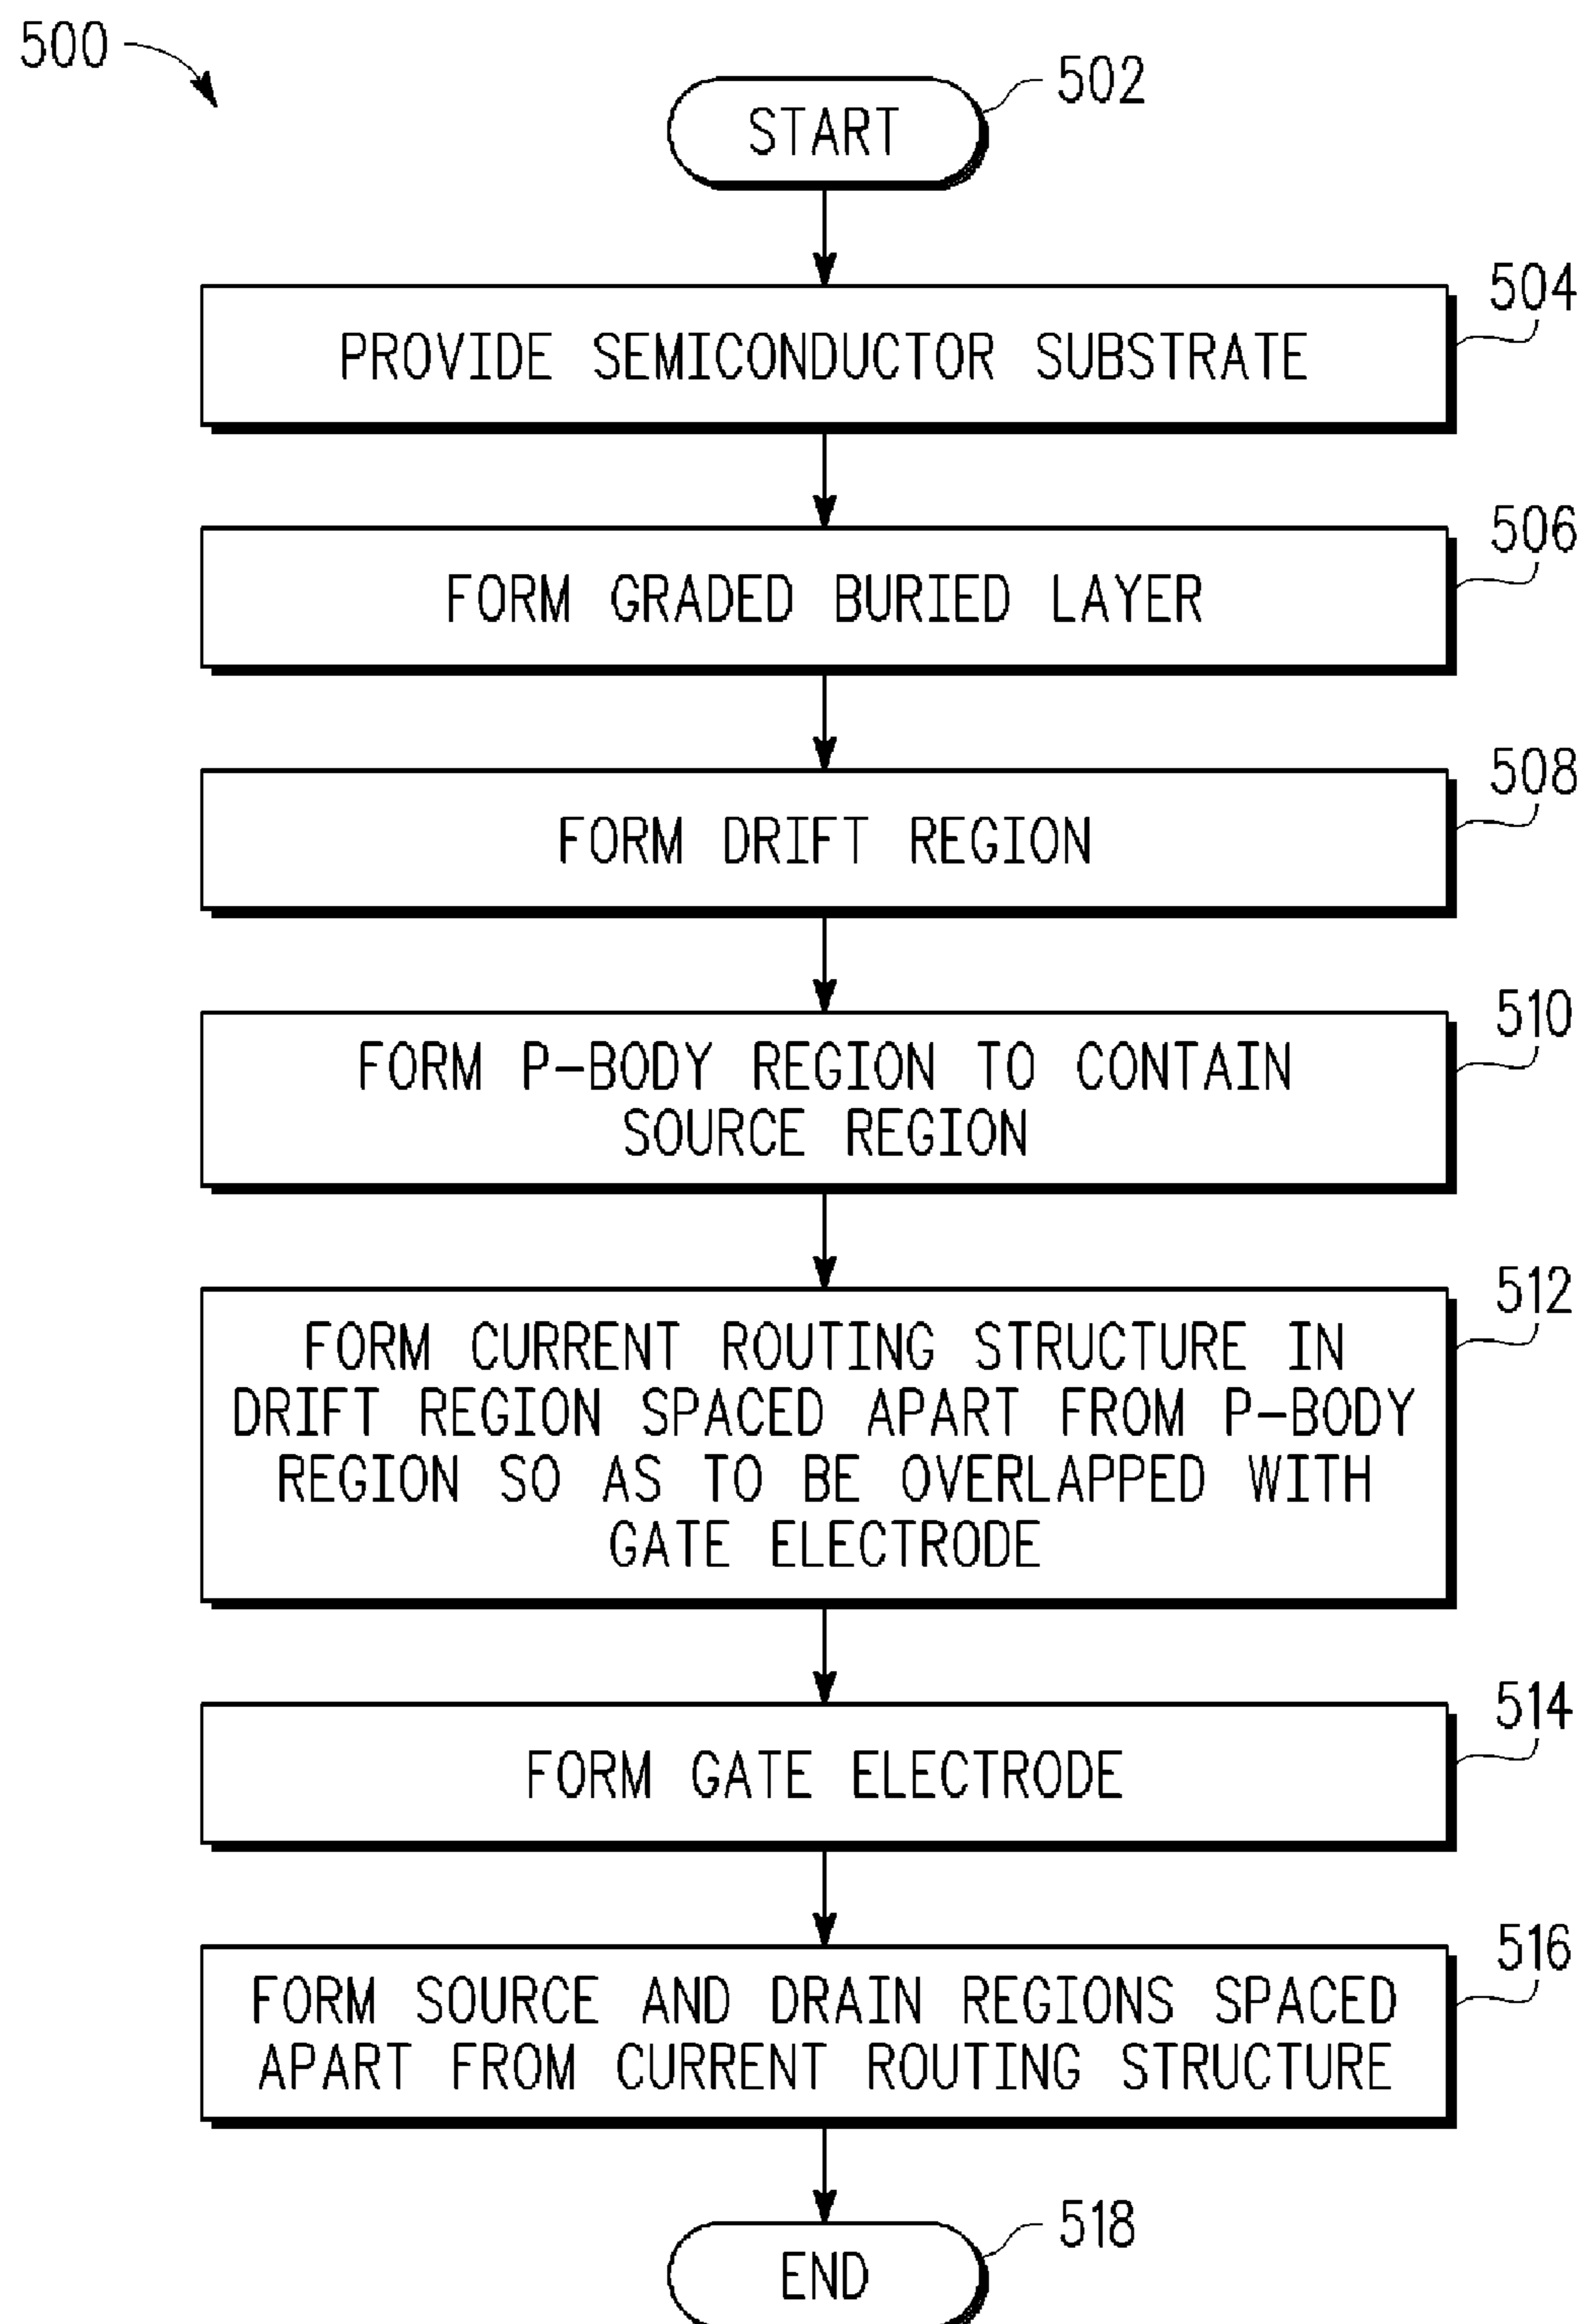 500
START
502
PROVIDE SEMICONDUCTOR SUBSTRATE
504
FORM GRADED BURIED LAYER
506
FORM DRIFT REGION
508
FORM P-BODY REGION TO CONTAIN
SOURCE REGION
510
FORM CURRENT ROUTING STRUCTURE IN
DRIFT REGION SPACED APART FROM P-BODY
REGION SO AS TO BE OVERLAPPED WITH
GATE ELECTRODE
512
FORM GATE ELECTRODE
514
FORM SOURCE AND DRAIN REGIONS SPACED
APART FROM CURRENT ROUTING STRUCTURE
516
END
518